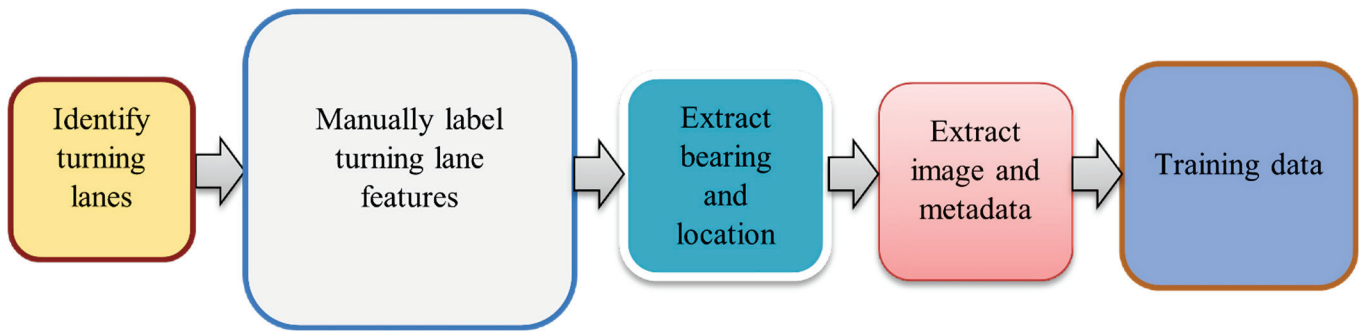 Identify
turning
lanes
Manually label
turning lane
features
Extract
bearing
and
location
Extract
image and
metadata
Training data